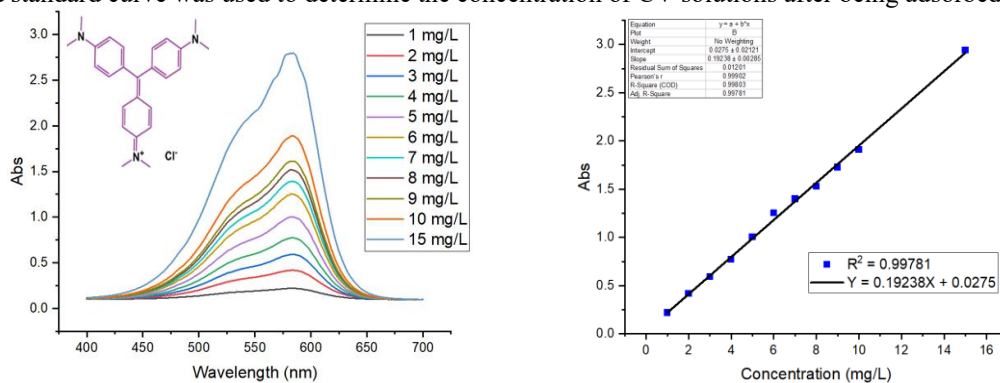 standard curve was used to determine the concentration of CV solutions after being adsorbed
N
N
N⁺
Cl⁻
1 mg/L
2 mg/L
3 mg/L
4 mg/L
5 mg/L
6 mg/L
7 mg/L
8 mg/L
9 mg/L
10 mg/L
15 mg/L
3.0
2.5
2.0
1.5
1.0
0.5
0.0
Abs
400 450 500 550 600 650 700
Wavelength (nm)
Equation y = a + b*x
Plot B
Weight No Weighting
Intercept 0.0275 ± 0.02121
Slope 0.19238 ± 0.00285
Residual Sum of Squares 0.01201
Pearson's r 0.99902
R-Square (COD) 0.99803
Adj. R-Square 0.99781
3.0
2.5
2.0
1.5
1.0
0.5
0.0
Abs
R² = 0.99781
Y = 0.19238X + 0.0275
0 2 4 6 8 10 12 14 16
Concentration (mg/L)